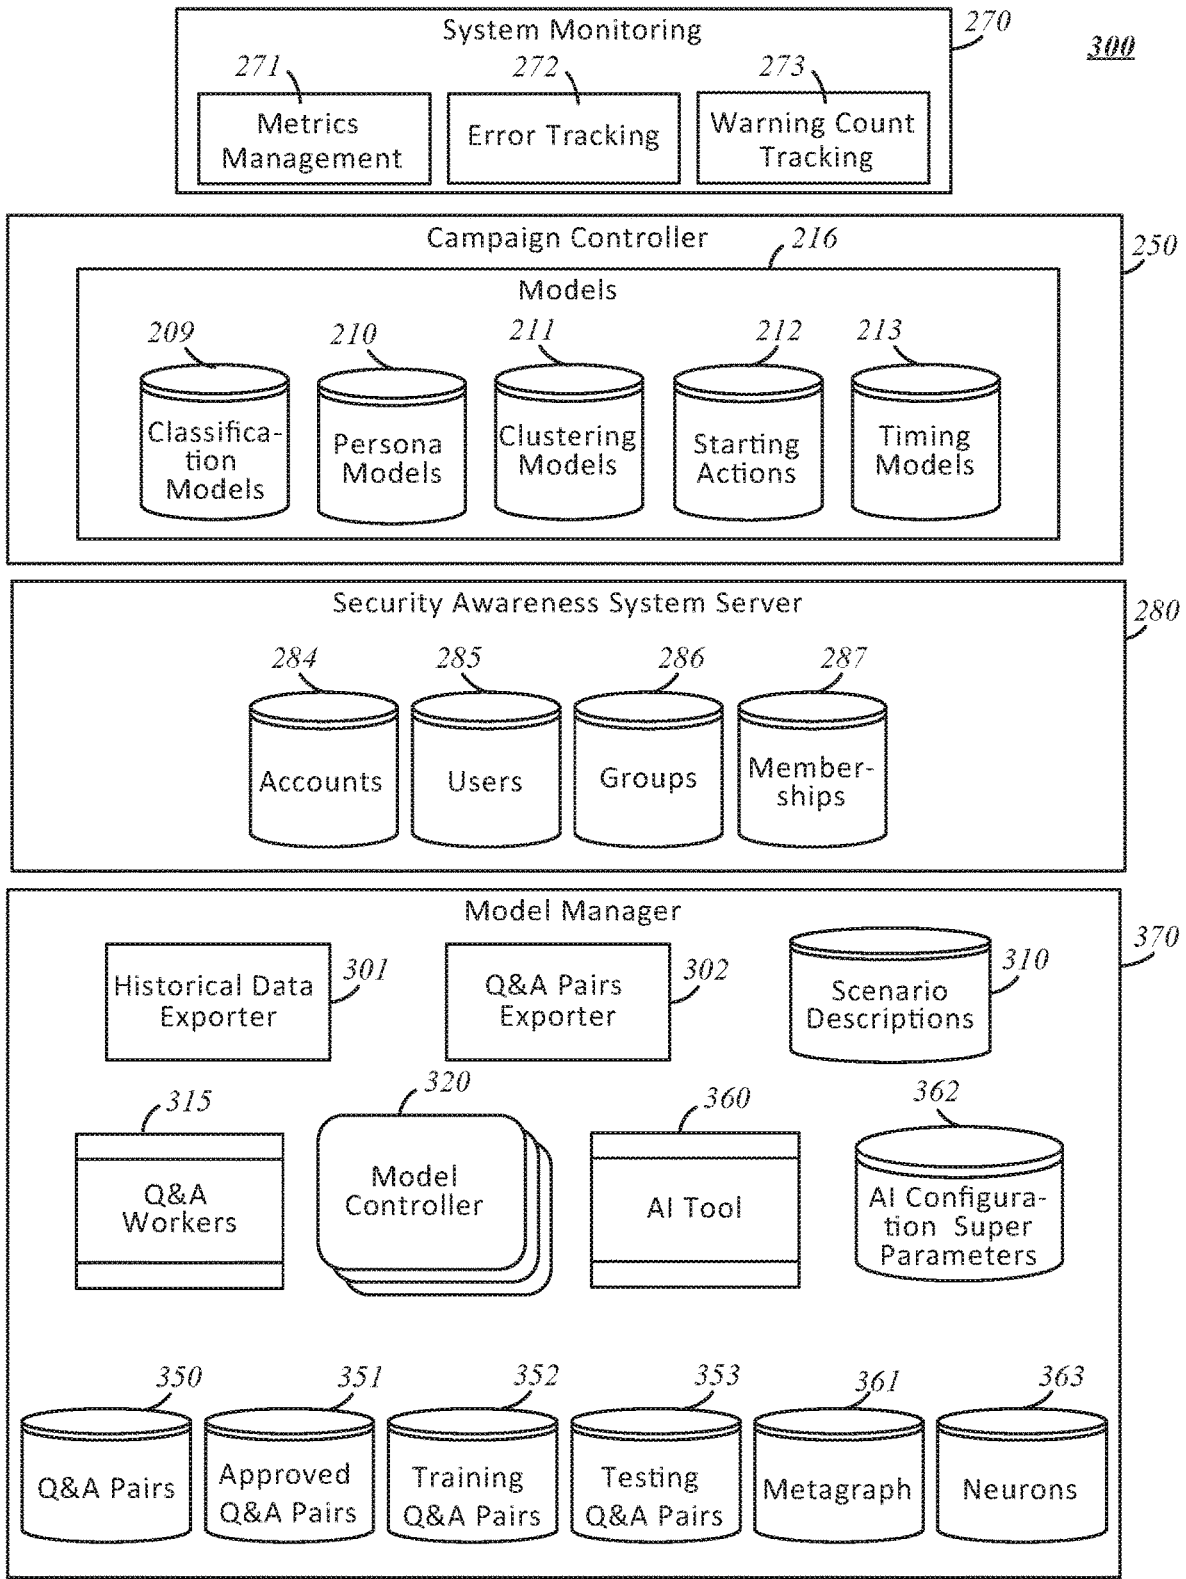 System Monitoring
270
300
271
272
273
Metrics
Management
Error Tracking
Warning Count
Tracking
Campaign Controller
216
250
Models
209
210
211
212
213
Classifica-
tion
Models
Persona
Models
Clustering
Models
Starting
Actions
Timing
Models
Security Awareness System Server
280
284
285
286
287
Accounts
Users
Groups
Member-
ships
Model Manager
370
Historical Data
Exporter
301
Q&A Pairs
Exporter
302
Scenario
Descriptions
310
315
320
360
362
Q&A
Workers
Model
Controller
AI Tool
AI Configura-
tion Super
Parameters
350
351
352
353
361
363
Q&A Pairs
Approved
Q&A Pairs
Training
Q&A Pairs
Testing
Q&A Pairs
Metagraph
Neurons